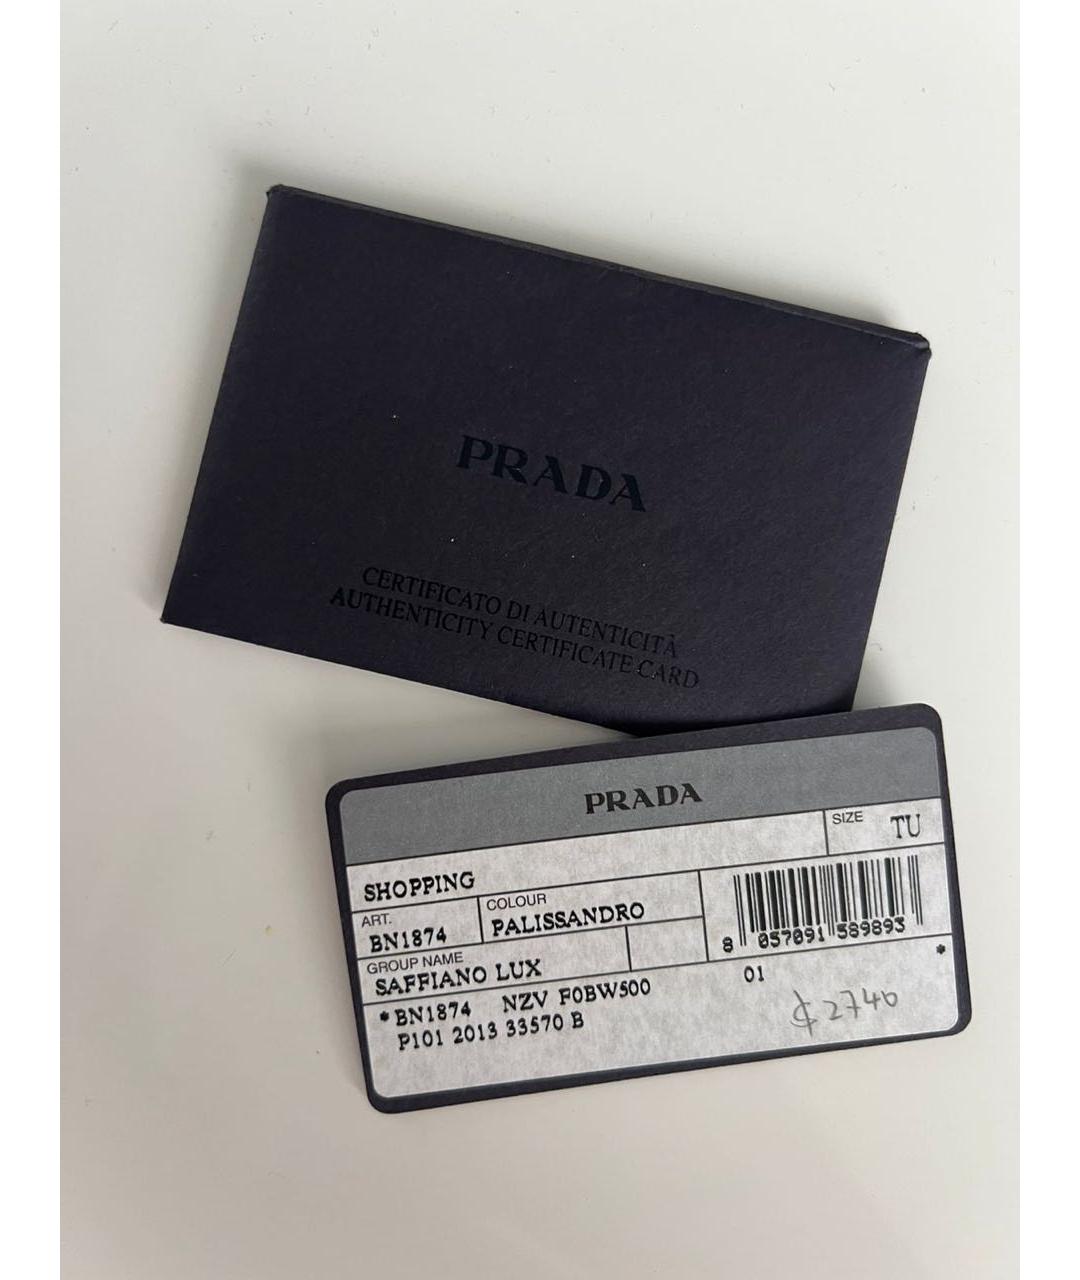 PRADA
CERTIFICATO DI AUTENTICITÀ
AUTHENTICITY CERTIFICATE CARD
PRADA
SIZE TU
SHOPPING
ART. BN1874
COLOUR PALISSANDRO
8 057091 589893
GROUP NAME
SAFFIANO LUX
*
*BN1874 NZV F0BW500 01
P101 2013 33570 B
₵2740